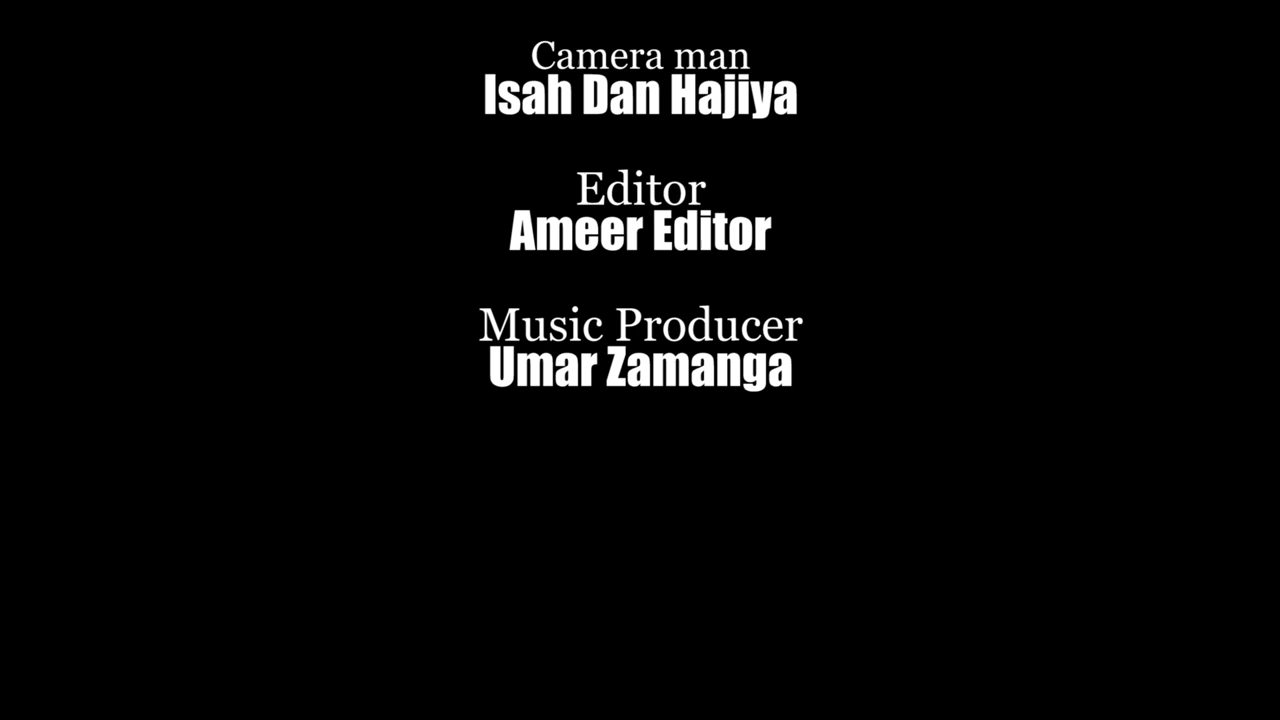 Camera man
Isah Dan Hajiya
Editor
Ameer Editor
Music Producer
Umar Zamanga